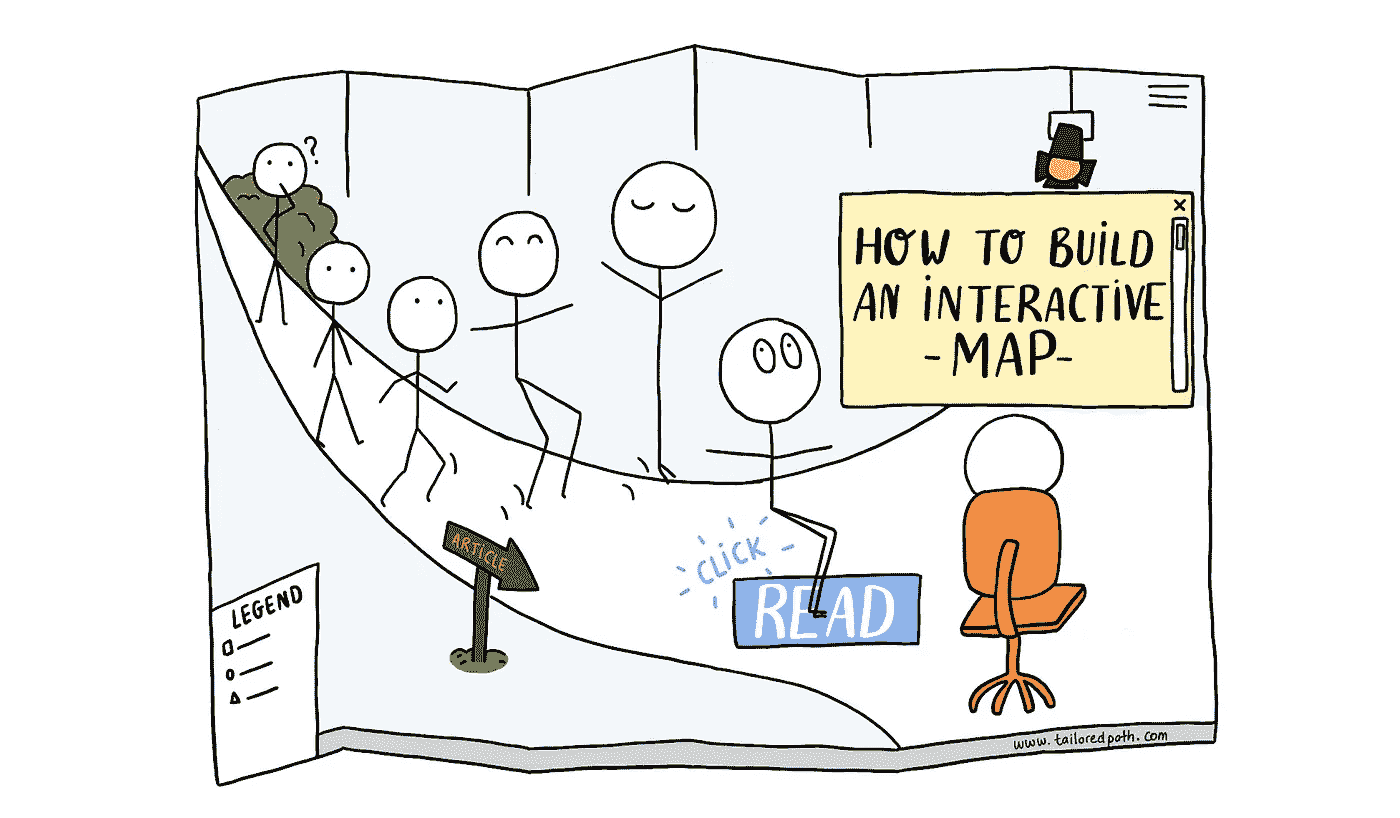 ?
HOW TO BUILD
AN INTERACTIVE
-MAP-
ARTICLE
CLICK
READ
LEGEND
www.tailoredpath.com